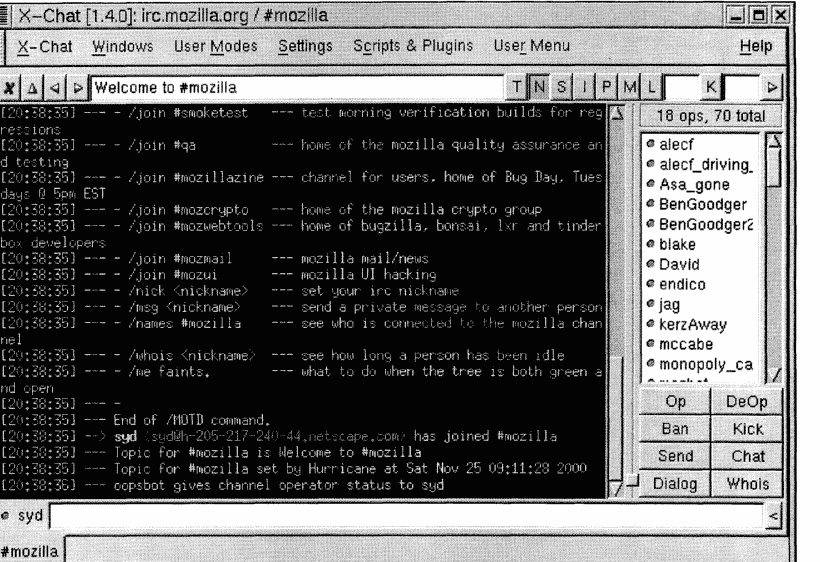 X-Chat [1.4.0]: irc.mozilla.org / #mozilla
X-Chat Windows User Modes Settings Scripts & Plugins User Menu Help
X Welcome to #mozilla T N S I P M L K
[20:38:35] --- - /join #smoketest --- test morning verification builds for reg
ressions
[20:38:35] --- - /join #qa --- home of the mozilla quality assurance an
d testing
[20:38:35] --- - /join #mozillazine --- channel for users, home of Bug Day, Tues
days @ 5pm EST
[20:38:35] --- - /join #mozcrypto --- home of the mozilla crypto group
[20:38:35] --- - /join #mozwebtools --- home of bugzilla, bonsai, lxr and tinder
box developers
[20:38:35] --- - /join #mozmail --- mozilla mail/news
[20:38:35] --- - /join #mozui --- mozilla UI hacking
[20:38:35] --- - /nick <nickname> --- set your irc nickname
[20:38:35] --- - /msg <nickname> --- send a private message to another person
[20:38:35] --- - /names #mozilla --- see who is connected to the mozilla chan
nel
[20:38:35] --- - /whois <nickname> --- see how long a person has been idle
[20:38:35] --- - /me faints. --- what to do when the tree is both green a
nd open
[20:38:35] --- -
[20:38:35] --- End of /MOTD command.
[20:38:35] --> syd (syd@h-205-217-240-44.netscape.com) has joined #mozilla
[20:38:35] --- Topic for #mozilla is Welcome to #mozilla
[20:38:35] --- Topic for #mozilla set by Hurricane at Sat Nov 25 09:11:28 2000
[20:38:36] --- oopsbot gives channel operator status to syd
18 ops, 70 total
alecf
alecf_driving_
Asa_gone
BenGoodger
BenGoodger2
blake
David
endico
jag
kerzAway
mccabe
monopoly_ca
Op DeOp
Ban Kick
Send Chat
Dialog Whois
syd <
#mozilla